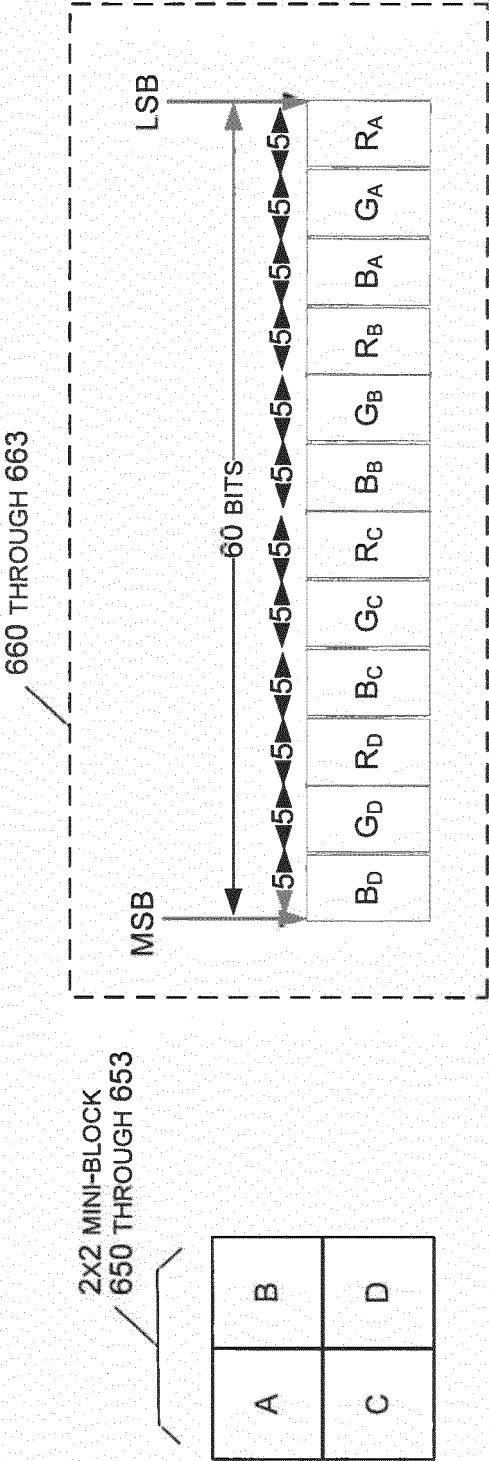 2X2 MINI-BLOCK
650 THROUGH 653
A B
C D
660 THROUGH 663
MSB LSB
60 BITS
5 5 5 5 5 5 5 5 5 5 5 5
BD GD RD BC GC RC BB GB RB BA GA RA